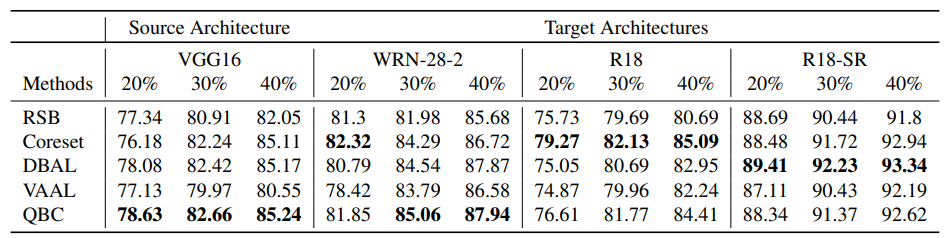 Source Architecture Target Architectures
VGG16 WRN-28-2 R18 R18-SR
Methods 20% 30% 40% 20% 30% 40% 20% 30% 40% 20% 30% 40%
RSB 77.34 80.91 82.05 81.3 81.98 85.68 75.73 79.69 80.69 88.69 90.44 91.8
Coreset 76.18 82.24 85.11 82.32 84.29 86.72 79.27 82.13 85.09 88.48 91.72 92.94
DBAL 78.08 82.42 85.17 80.79 84.54 87.87 75.05 80.69 82.95 89.41 92.23 93.34
VAAL 77.13 79.97 80.55 78.42 83.79 86.58 74.87 79.96 82.24 87.11 90.43 92.19
QBC 78.63 82.66 85.24 81.85 85.06 87.94 76.61 81.77 84.41 88.34 91.37 92.62